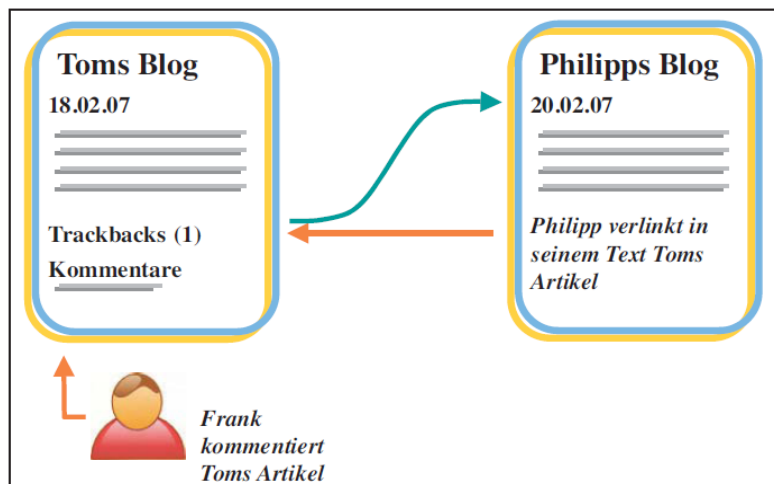 Toms Blog
18.02.07
Trackbacks (1)
Kommentare
Philipps Blog
20.02.07
Philipp verlinkt in
seinem Text Toms
Artikel
Frank
kommentiert
Toms Artikel